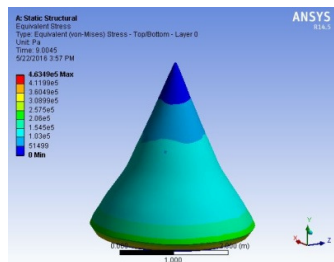 A: Static Structural
Equivalent Stress
Type: Equivalent (von-Mises) Stress - Top/Bottom - Layer 0
Unit: Pa
Time: 9.0045
5/22/2016 3:57 PM
ANSYS
R14.5
4.6349e5 Max
4.1199e5
3.6049e5
3.0899e5
2.575e5
2.06e5
1.545e5
1.03e5
51499
0 Min
(m)
1.000
Y
X
Z